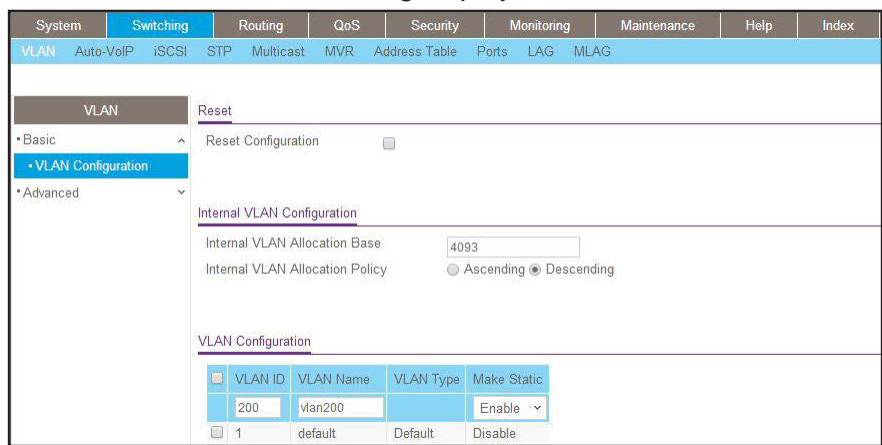 System Switching Routing QoS Security Monitoring Maintenance Help Index
VLAN Auto-VoIP iSCSI STP Multicast MVR Address Table Ports LAG MLAG
VLAN
Basic
VLAN Configuration
Advanced
Reset
Reset Configuration
Internal VLAN Configuration
Internal VLAN Allocation Base 4093
Internal VLAN Allocation Policy Ascending Descending
VLAN Configuration
VLAN ID VLAN Name VLAN Type Make Static
200 vlan200 Enable
1 default Default Disable